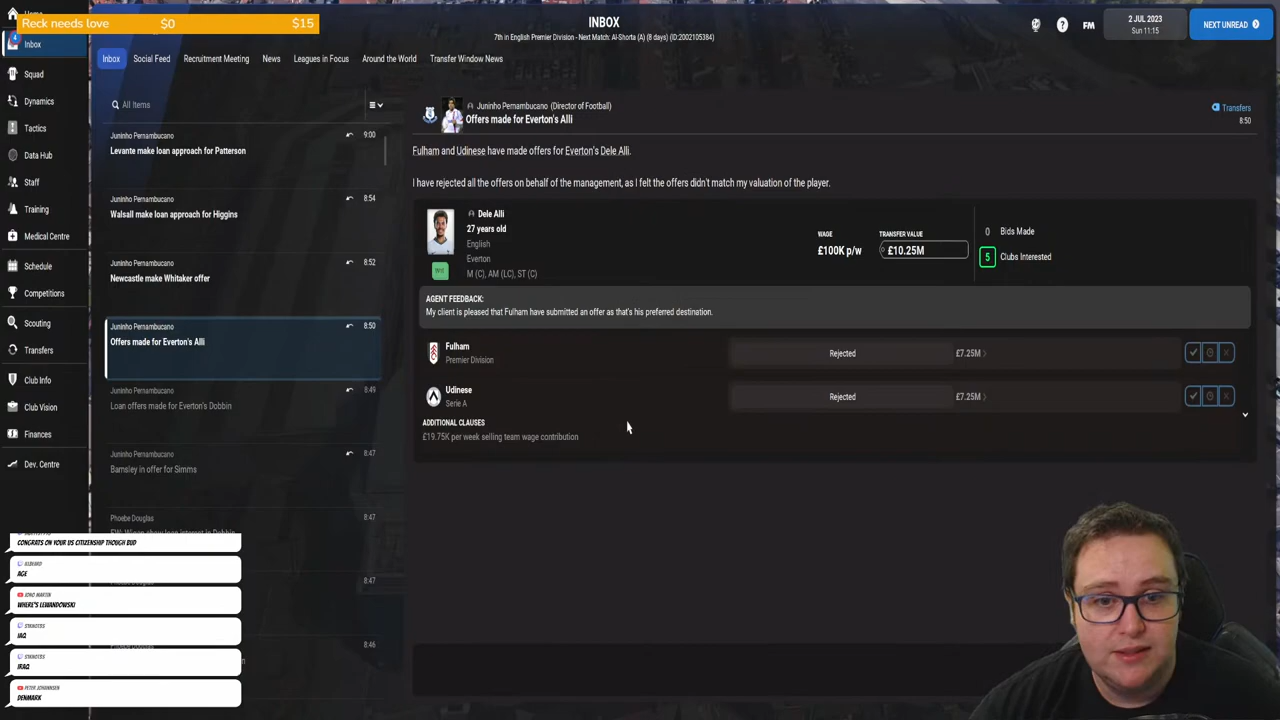 Home
Reck needs love $0 $15
Inbox
Squad
Dynamics
Tactics
Data Hub
Staff
Training
Medical Centre
Schedule
Competitions
Scouting
Transfers
Club Info
Club Vision
Finances
Dev. Centre
INBOX
7th in English Premier Division - Next Match: Al-Shorta (A) (8 days) (ID:2002105384)
FM
2 JUL 2023
Sun 11:15
NEXT UNREAD
Inbox
Social Feed
Recruitment Meeting
News
Leagues in Focus
Around the World
Transfer Window News
All Items
Juninho Pernambucano 9:00
Levante make loan approach for Patterson
Juninho Pernambucano 8:54
Walsall make loan approach for Higgins
Juninho Pernambucano 8:52
Newcastle make Whitaker offer
Juninho Pernambucano 8:50
Offers made for Everton's Alli
Juninho Pernambucano 8:49
Loan offers made for Everton's Dobbin
Juninho Pernambucano 8:47
Barnsley in offer for Simms
Phoebe Douglas 8:47
8:47
8:46
Juninho Pernambucano (Director of Football)
Offers made for Everton's Alli
Transfers
8:50
Fulham and Udinese have made offers for Everton's Dele Alli.
I have rejected all the offers on behalf of the management, as I felt the offers didn't match my valuation of the player.
Dele Alli
27 years old
English
Everton
M (C), AM (LC), ST (C)
Wnt
WAGE
£100K p/w
TRANSFER VALUE
£10.25M
0 Bids Made
5 Clubs Interested
AGENT FEEDBACK:
My client is pleased that Fulham have submitted an offer as that's his preferred destination.
Fulham
Premier Division
Rejected
£7.25M
Udinese
Serie A
Rejected
£7.25M
ADDITIONAL CLAUSES
£19.75K per week selling team wage contribution
CONGRATS ON YOUR US CITIZENSHIP THOUGH BUD
AGE
JOAO MARTIN
WHERE'S LEWANDOWSKI
IAQ
IRAQ
PETER JOHANNSEN
DENMARK